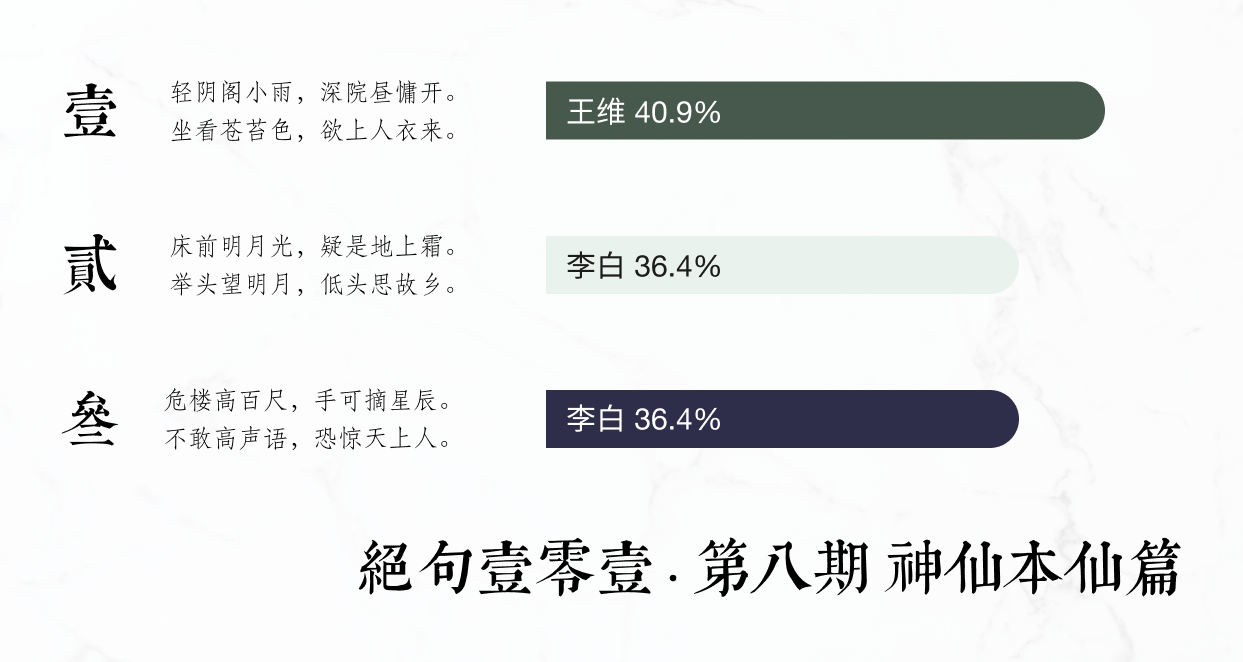 壹
轻阴阁小雨，深院昼慵开。
坐看苍苔色，欲上人衣来。
王维 40.9%
貳
床前明月光，疑是地上霜。
举头望明月，低头思故乡。
李白 36.4%
叄
危楼高百尺，手可摘星辰。
不敢高声语，恐惊天上人。
李白 36.4%
絕句壹零壹 . 第八期 神仙本仙篇